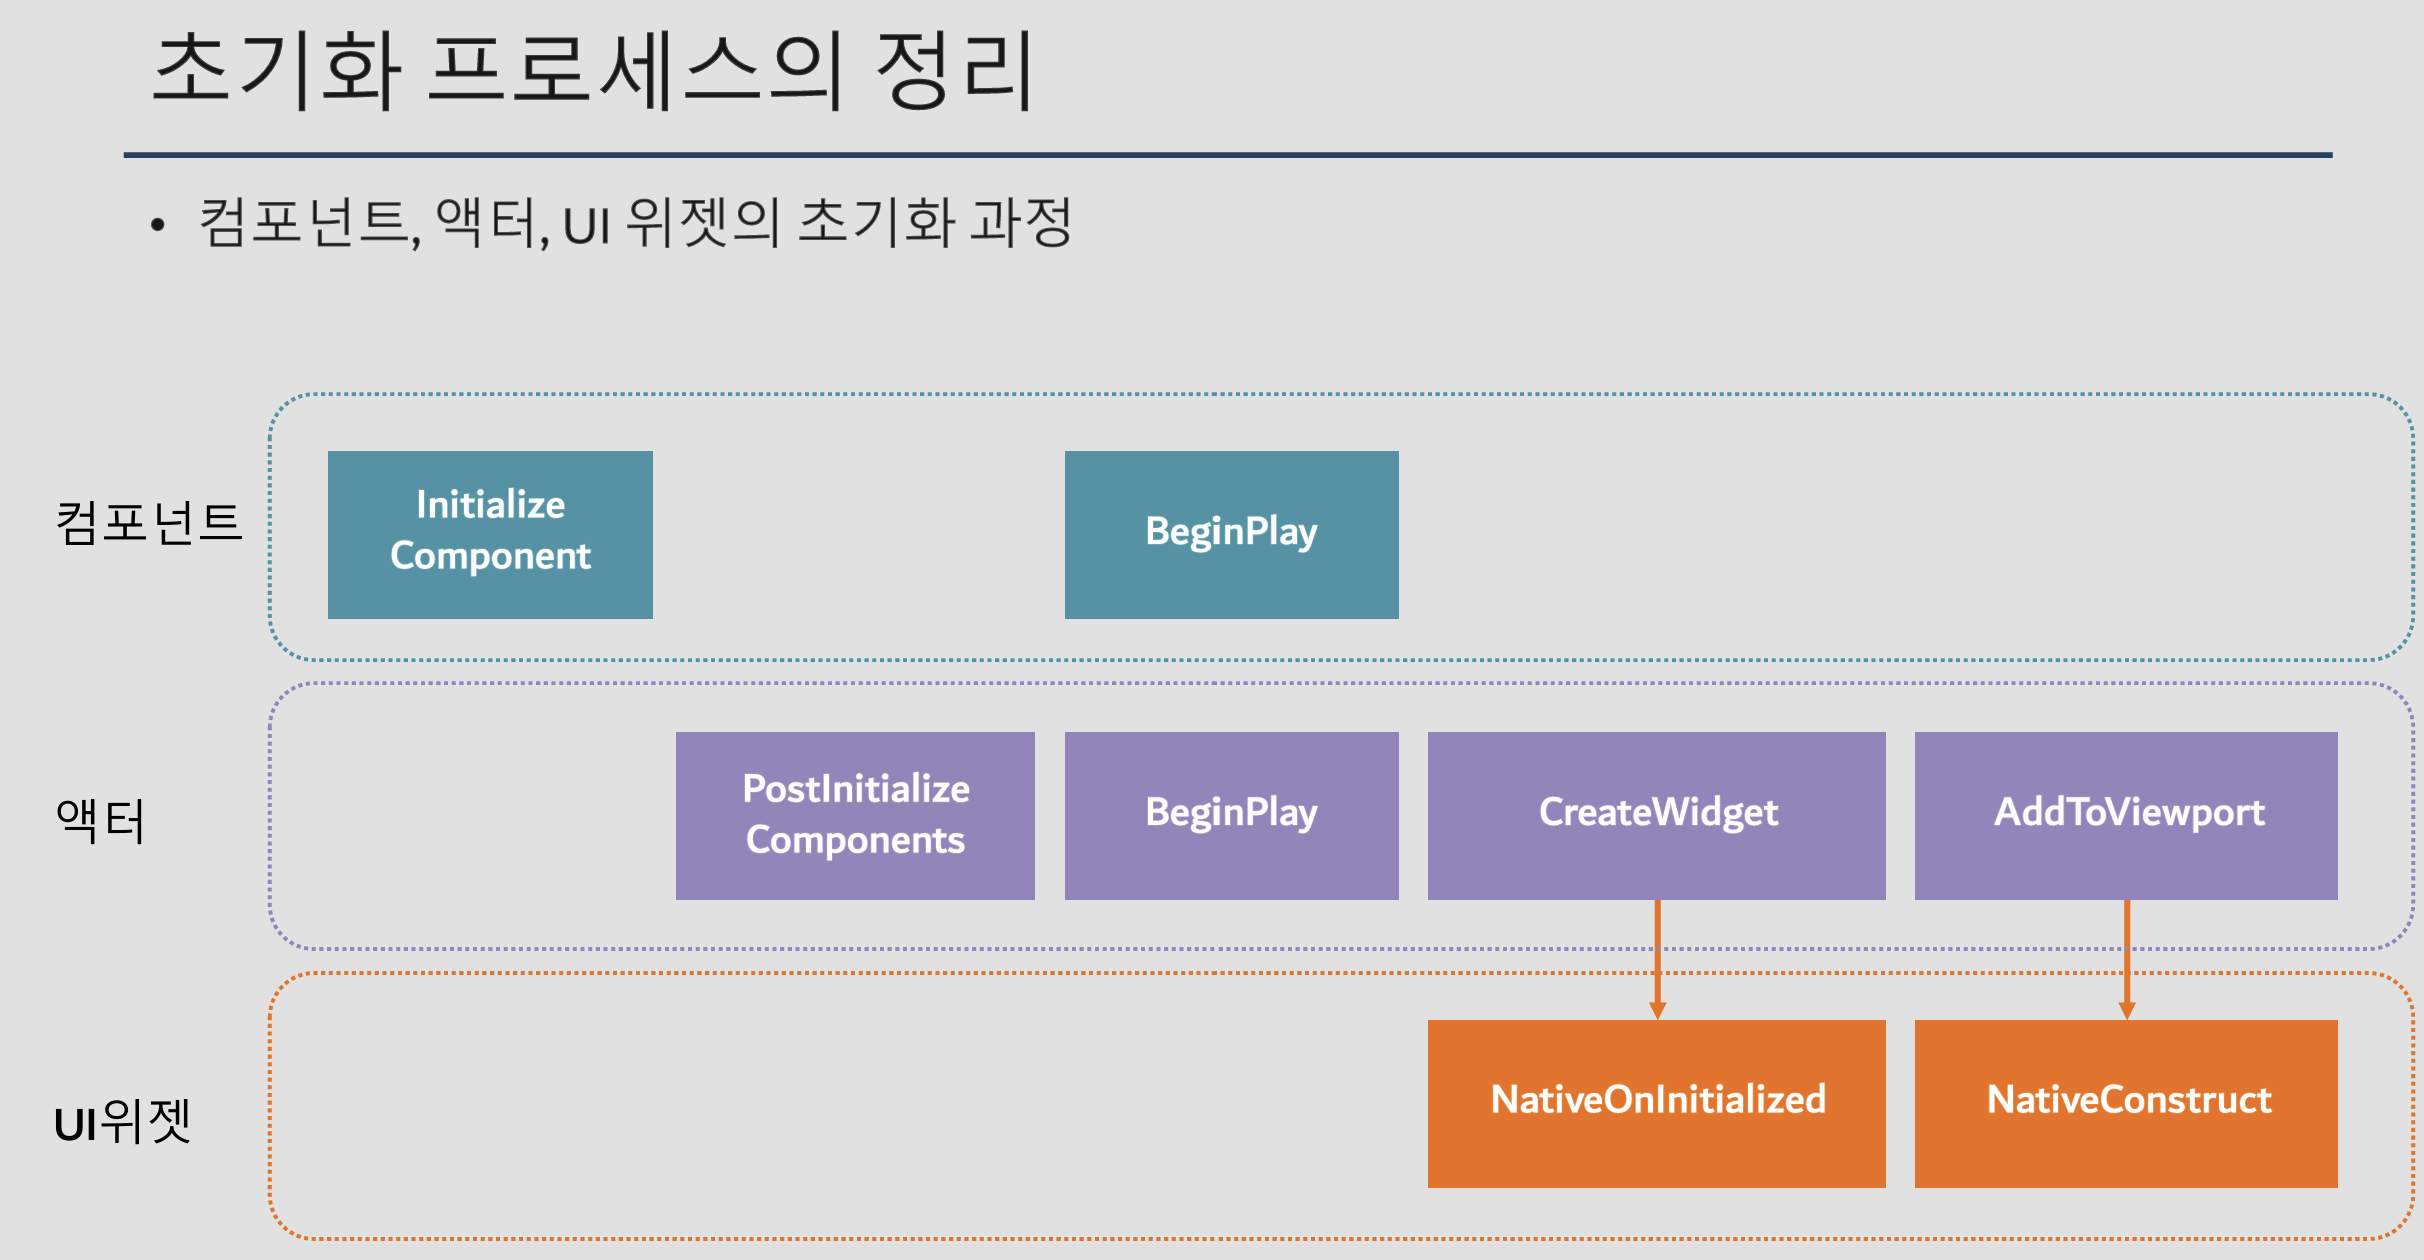 초기화 프로세스의 정리
• 컴포넌트, 액터, UI 위젯의 초기화 과정
컴포넌트
Initialize
Component
BeginPlay
액터
PostInitialize
Components
BeginPlay
CreateWidget
AddToViewport
UI위젯
NativeOnInitialized
NativeConstruct